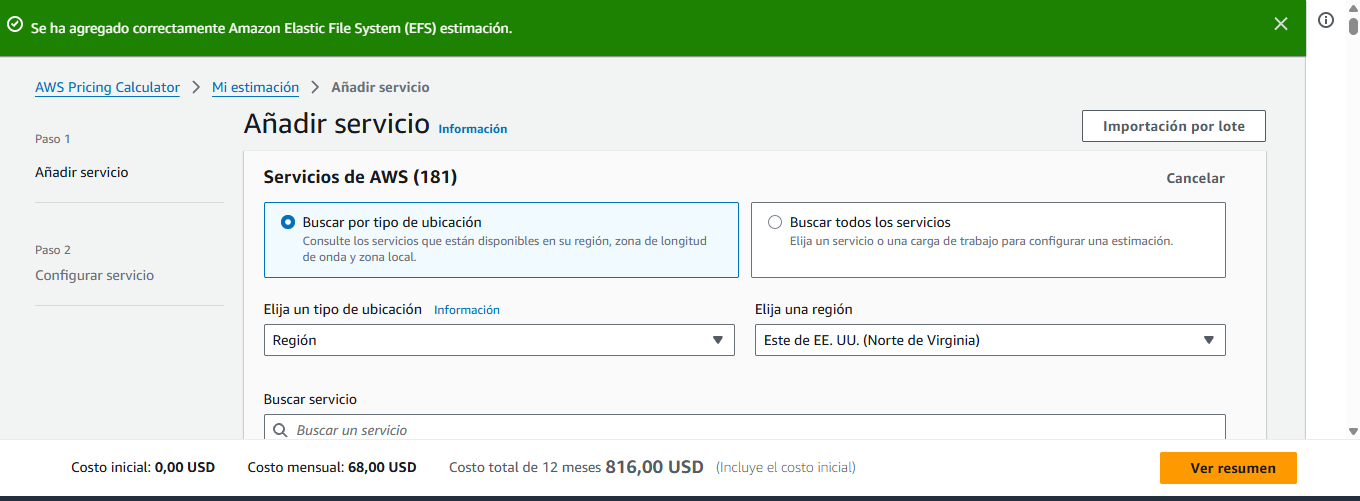 Se ha agregado correctamente Amazon Elastic File System (EFS) estimación.
AWS Pricing Calculator > Mi estimación > Añadir servicio
Paso 1
Añadir servicio
Paso 2
Configurar servicio
Añadir servicio Información
Importación por lote
Servicios de AWS (181)
Cancelar
Buscar por tipo de ubicación
Consulte los servicios que están disponibles en su región, zona de longitud
de onda y zona local.
Buscar todos los servicios
Elija un servicio o una carga de trabajo para configurar una estimación.
Elija un tipo de ubicación Información
Región
Elija una región
Este de EE. UU. (Norte de Virginia)
Buscar servicio
Buscar un servicio
Costo inicial: 0,00 USD
Costo mensual: 68,00 USD
Costo total de 12 meses 816,00 USD (Incluye el costo inicial)
Ver resumen